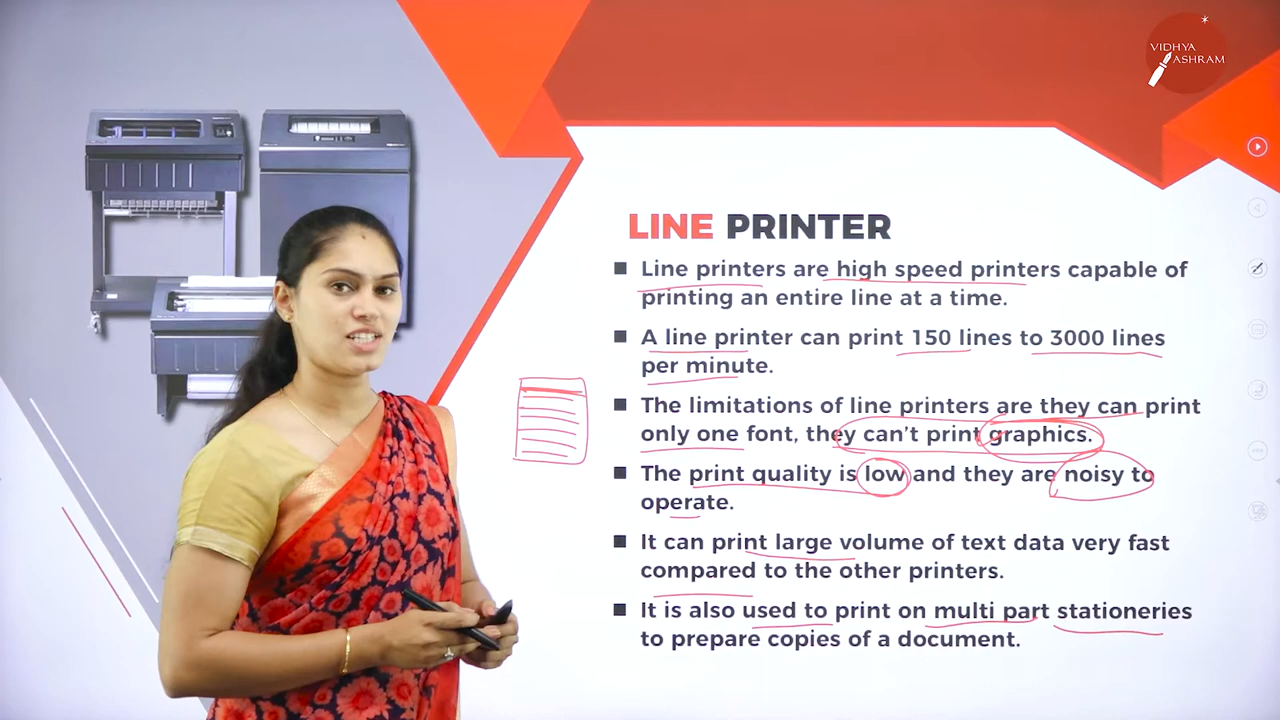 VIDHYA
ASHRAM
LINE PRINTER
■ Line printers are high speed printers capable of
printing an entire line at a time.
■ A line printer can print 150 lines to 3000 lines
per minute.
■ The limitations of line printers are they can print
only one font, they can't print graphics.
■ The print quality is low and they are noisy to
operate.
■ It can print large volume of text data very fast
compared to the other printers.
■ It is also used to print on multi part stationeries
to prepare copies of a document.